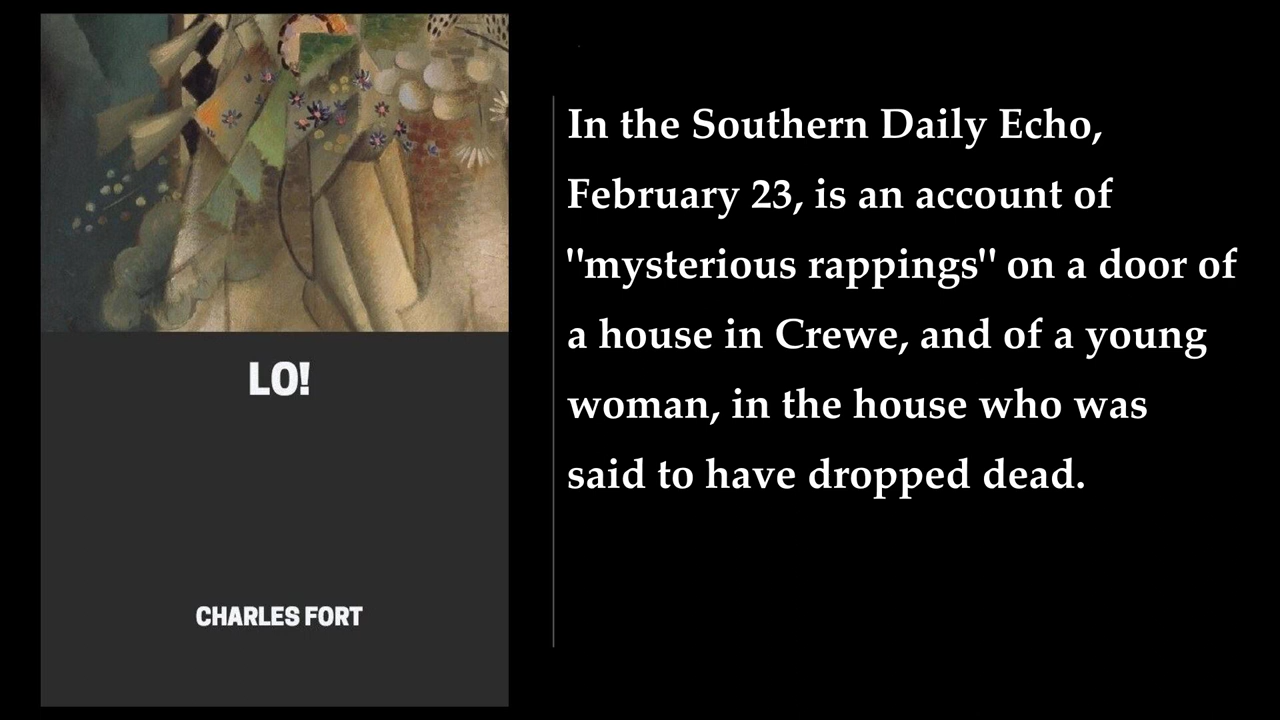 LO!
CHARLES FORT
In the Southern Daily Echo,
February 23, is an account of
"mysterious rappings" on a door of
a house in Crewe, and of a young
woman, in the house who was
said to have dropped dead.